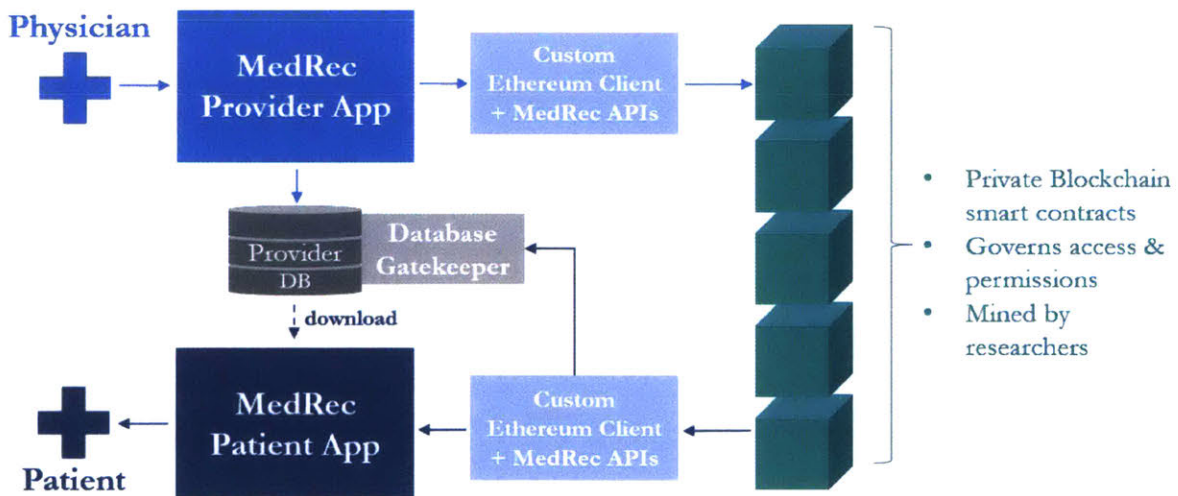 Physician
MedRec
Provider App
Custom
Ethereum Client
+ MedRec APIs
• Private Blockchain
smart contracts
• Governs access &
permissions
• Mined by
researchers
Provider
DB
Database
Gatekeeper
download
MedRec
Patient App
Custom
Ethereum Client
+ MedRec APIs
Patient